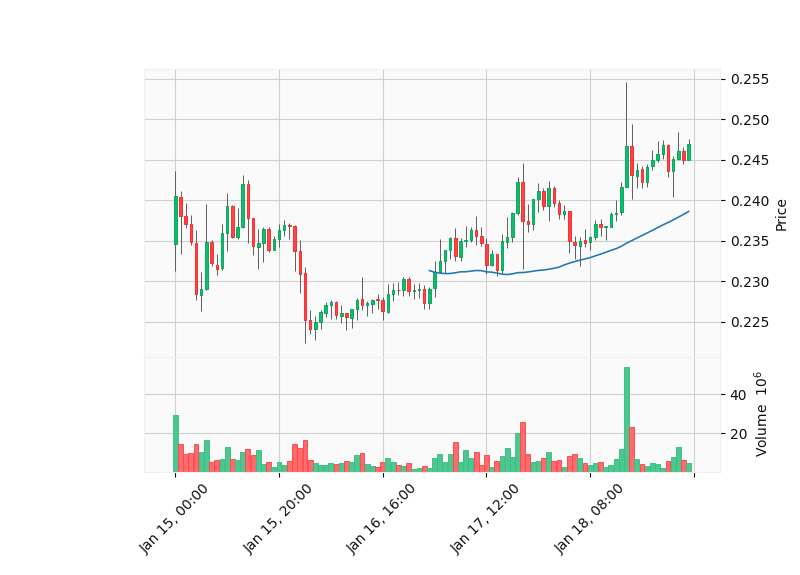 0.255
0.250
0.245
0.240
0.235
0.230
0.225
Price
40
20
Volume 10^6
Jan 15, 00:00
Jan 15, 20:00
Jan 16, 16:00
Jan 17, 12:00
Jan 18, 08:00